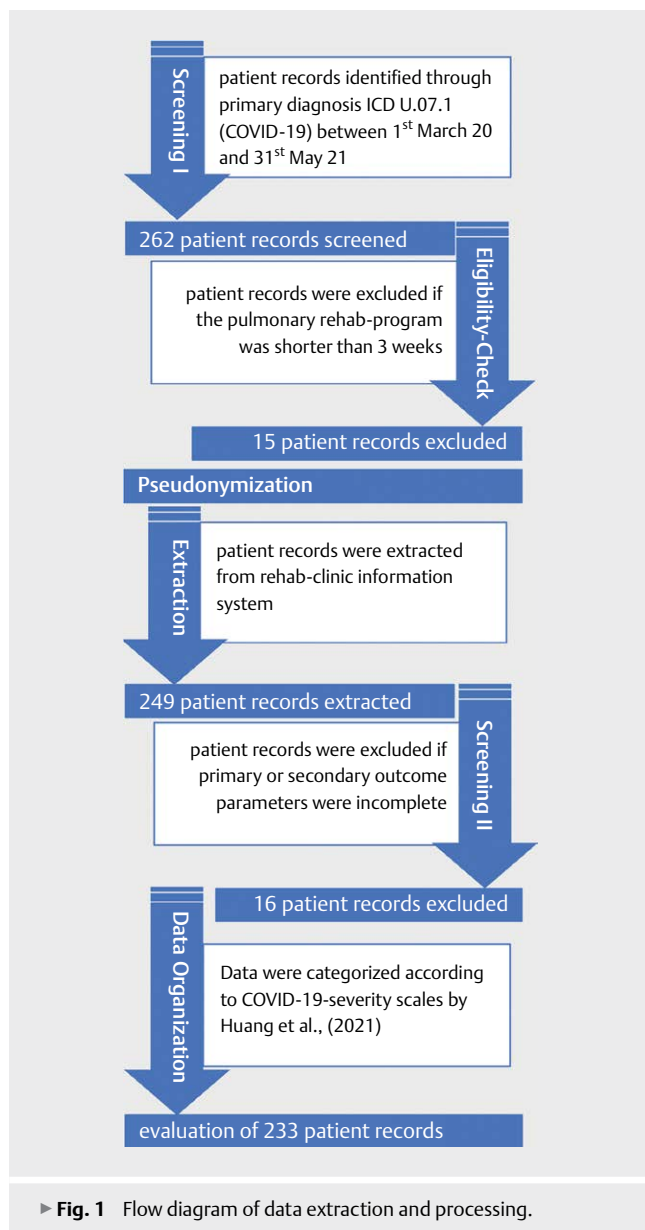 Screening I
patient records identified through
primary diagnosis ICD U.07.1
(COVID-19) between 1st March 20
and 31st May 21
262 patient records screened
Eligibility-Check
patient records were excluded if
the pulmonary rehab-program
was shorter than 3 weeks
15 patient records excluded
Pseudonymization
Extraction
patient records were extracted
from rehab-clinic information
system
249 patient records extracted
Screening II
patient records were excluded if
primary or secondary outcome
parameters were incomplete
16 patient records excluded
Data Organization
Data were categorized according
to COVID-19-severity scales by
Huang et al., (2021)
evaluation of 233 patient records
▶ Fig. 1 Flow diagram of data extraction and processing.